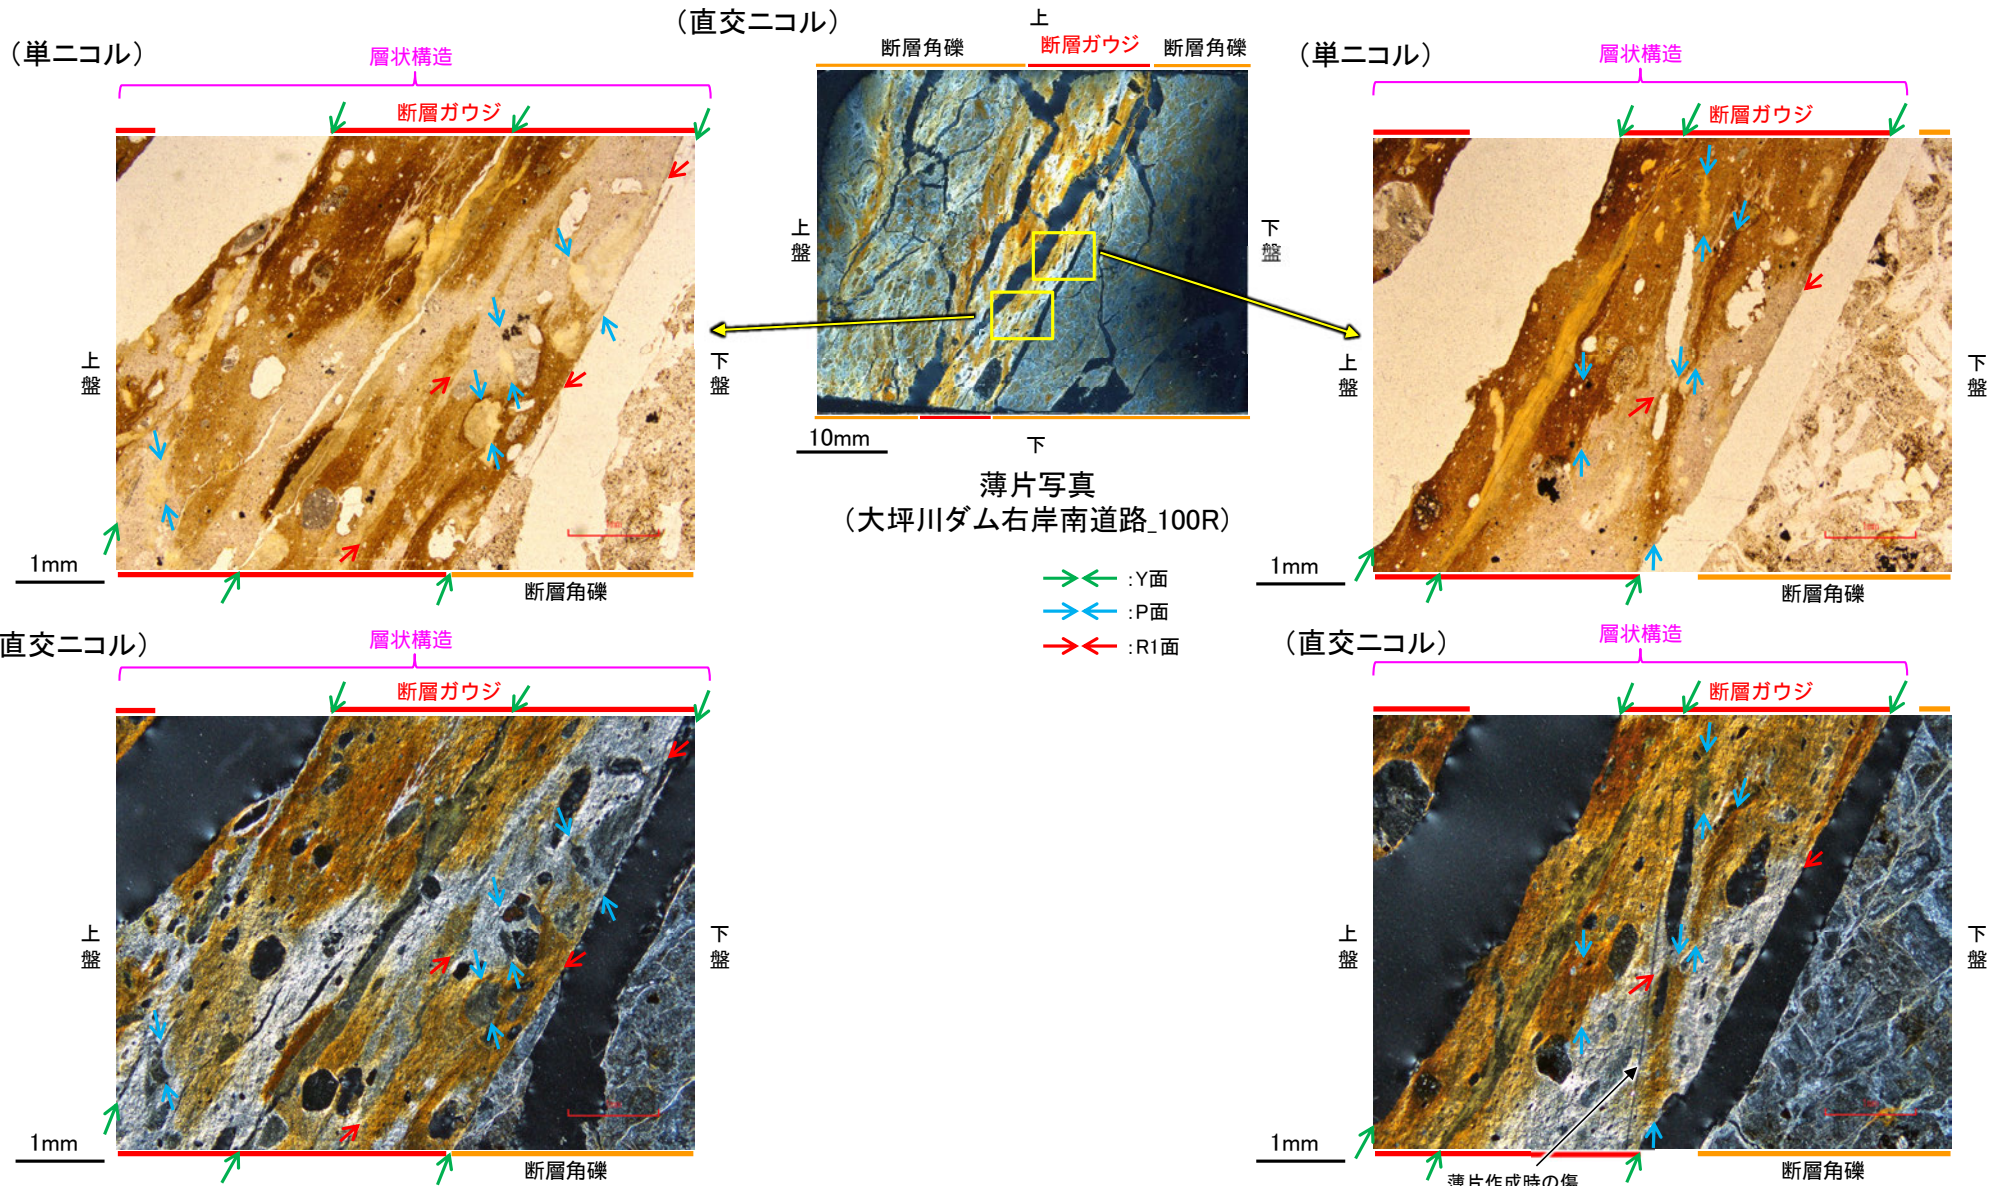 （直交ニコル）
上
断層角礫
断層ガウジ
断層角礫
上盤
下盤
10mm
下
薄片写真
（大坪川ダム右岸南道路_100R）
:Y面
:P面
:R1面
（単ニコル）
層状構造
断層ガウジ
上盤
下盤
1mm
断層角礫
（単ニコル）
層状構造
断層ガウジ
上盤
下盤
1mm
断層角礫
直交ニコル）
層状構造
断層ガウジ
上盤
下盤
1mm
断層角礫
（直交ニコル）
層状構造
断層ガウジ
上盤
下盤
1mm
断層角礫
薄片作成時の傷